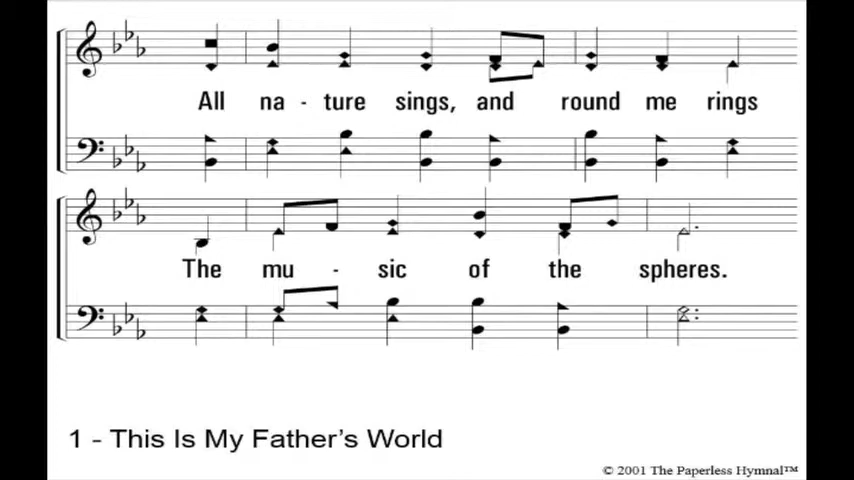 All na - ture sings, and round me rings
The mu - sic of the spheres.
1 - This Is My Father's World
© 2001 The Paperless Hymnal™